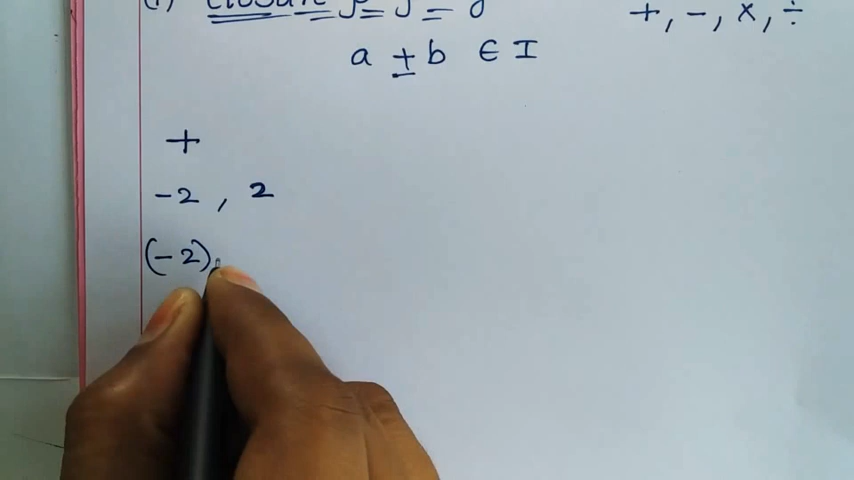 +, -, ×, ÷
a ± b ∈ I
+
-2 , 2
(-2)